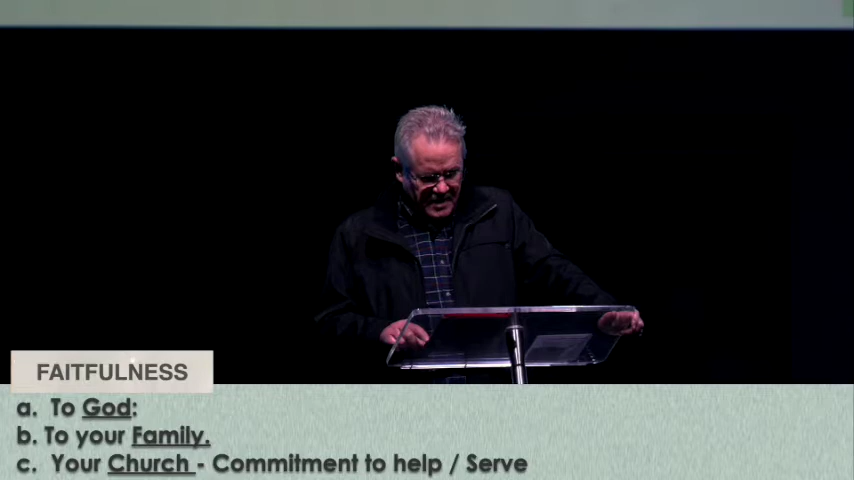 FAITFULNESS
a. To God:
b. To your Family.
c. Your Church - Commitment to help / Serve